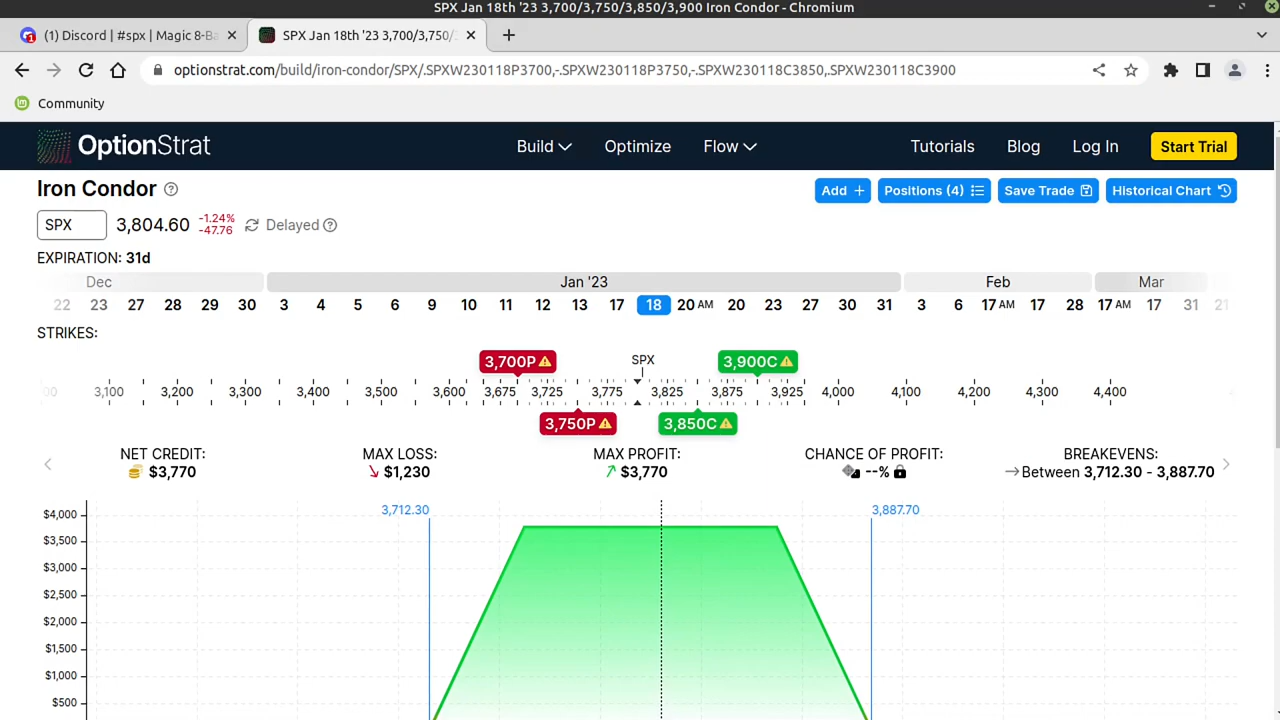 SPX Jan 18th '23 3,700/3,750/3,850/3,900 Iron Condor - Chromium
(1) Discord | #spx | Magic 8-Ba
SPX Jan 18th '23 3,700/3,750/
optionstrat.com/build/iron-condor/SPX/.SPXW230118P3700,-.SPXW230118P3750,-.SPXW230118C3850,.SPXW230118C3900
Community
OptionStrat Build Optimize Flow Tutorials Blog Log In Start Trial
Iron Condor Add + Positions (4) Save Trade Historical Chart
SPX 3,804.60 -1.24% -47.76 Delayed
EXPIRATION: 31d
Dec Jan '23 Feb Mar
22 23 27 28 29 30 3 4 5 6 9 10 11 12 13 17 18 20 AM 20 23 27 30 31 3 6 17 AM 17 28 17 AM 17 31 21
STRIKES:
3,700P SPX 3,900C
00 3,100 3,200 3,300 3,400 3,500 3,600 3,675 3,725 3,775 3,825 3,875 3,925 4,000 4,100 4,200 4,300 4,400
3,750P 3,850C
NET CREDIT: MAX LOSS: MAX PROFIT: CHANCE OF PROFIT: BREAKEVENS:
$3,770 $1,230 $3,770 --% Between 3,712.30 - 3,887.70
3,712.30 3,887.70
$4,000
$3,500
$3,000
$2,500
$2,000
$1,500
$1,000
$500